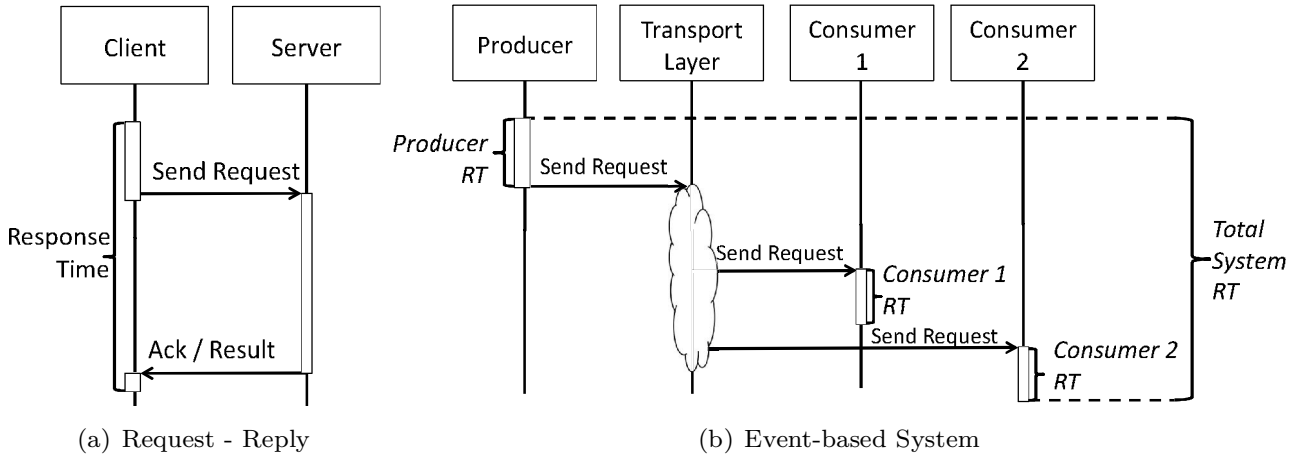 Client
Server
Response
Time
Send Request
Ack / Result
(a) Request - Reply
Producer
Transport
Layer
Consumer
1
Consumer
2
Producer
RT
Send Request
Send Request
Consumer 1
RT
Send Request
Consumer 2
RT
Total
System
RT
(b) Event-based System